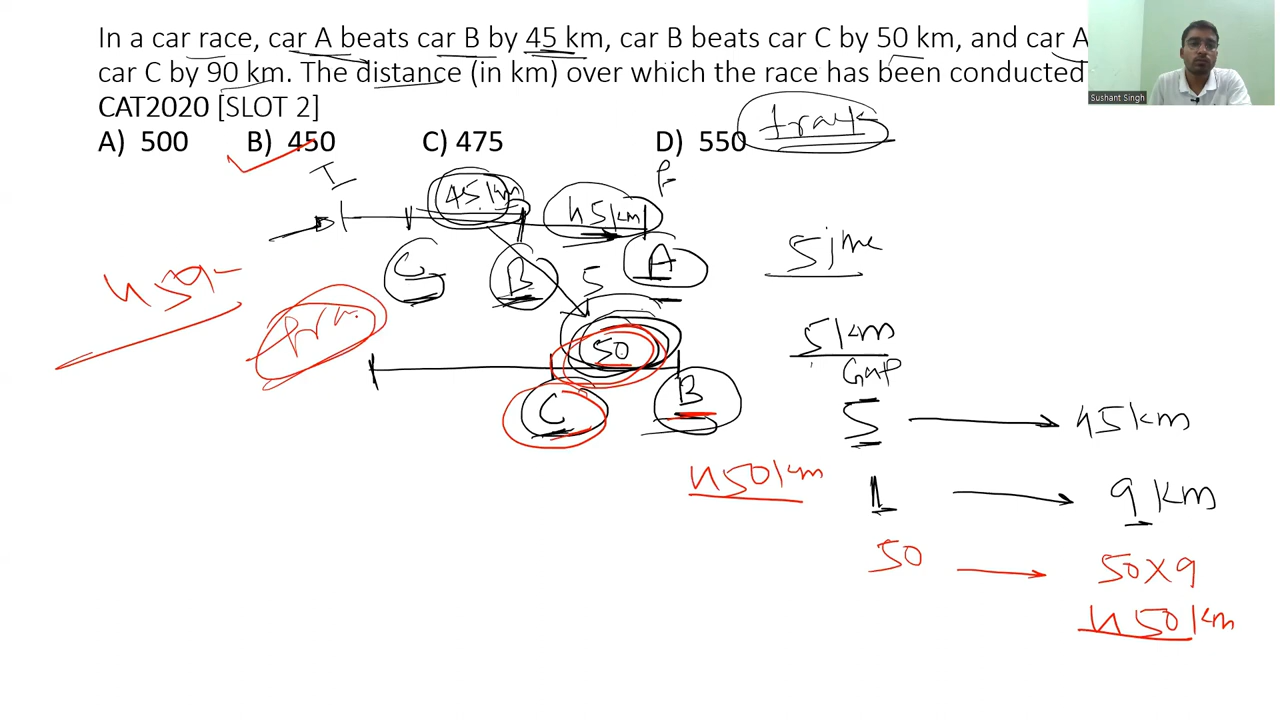 In a car race, car A beats car B by 45 km, car B beats car C by 50 km, and car A
car C by 90 km. The distance (in km) over which the race has been conducted
CAT2020 [SLOT 2]
A) 500 B) 450 C) 475 D) 550
Sushant Singh
45 km
45 km
C B 5 A
Sime
50
C B
5 km
Gap
5 → 45 km
450 km
1 → 9 km
50 → 50×9
450 km